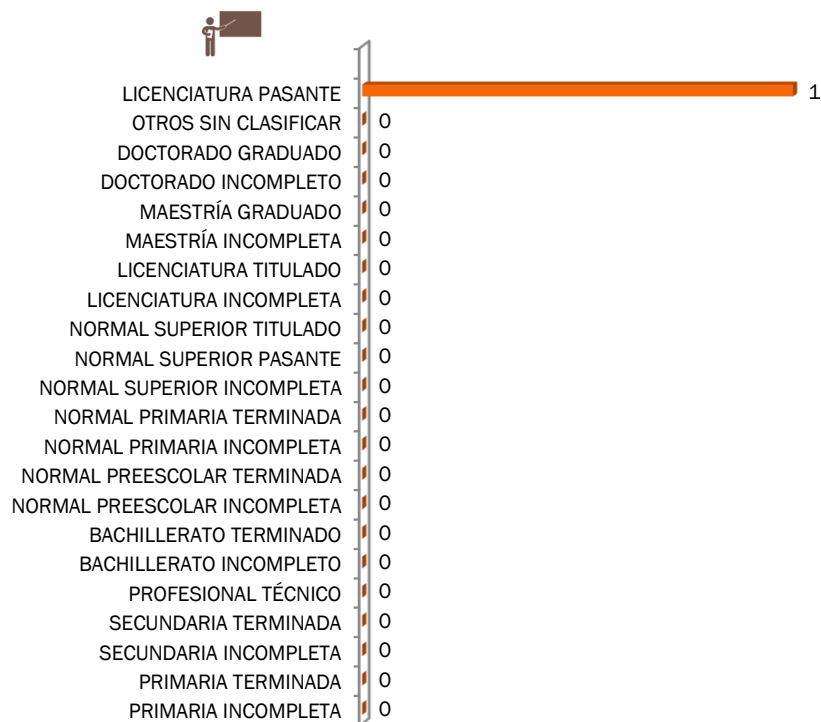 LICENCIATURA PASANTE 1
OTROS SIN CLASIFICAR 0
DOCTORADO GRADUADO 0
DOCTORADO INCOMPLETO 0
MAESTRÍA GRADUADO 0
MAESTRÍA INCOMPLETA 0
LICENCIATURA TITULADO 0
LICENCIATURA INCOMPLETA 0
NORMAL SUPERIOR TITULADO 0
NORMAL SUPERIOR PASANTE 0
NORMAL SUPERIOR INCOMPLETA 0
NORMAL PRIMARIA TERMINADA 0
NORMAL PRIMARIA INCOMPLETA 0
NORMAL PREESCOLAR TERMINADA 0
NORMAL PREESCOLAR INCOMPLETA 0
BACHILLERATO TERMINADO 0
BACHILLERATO INCOMPLETO 0
PROFESIONAL TÉCNICO 0
SECUNDARIA TERMINADA 0
SECUNDARIA INCOMPLETA 0
PRIMARIA TERMINADA 0
PRIMARIA INCOMPLETA 0